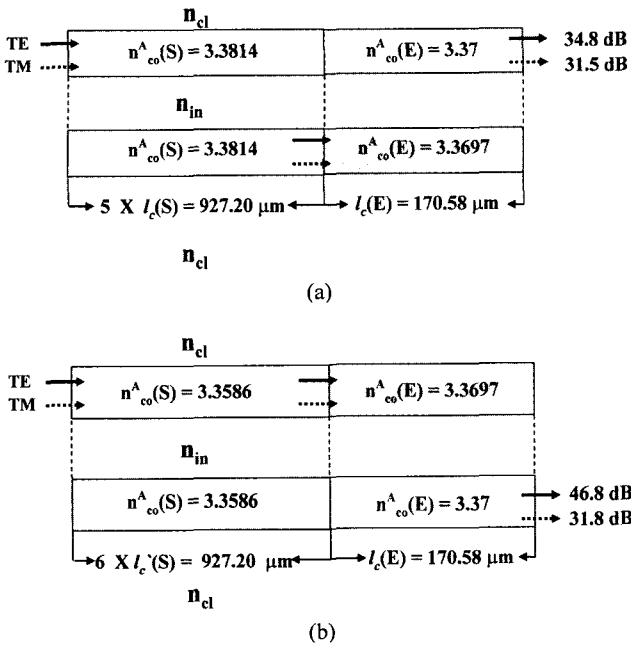 n_cl
TE n^A_co(S) = 3.3814 n^A_co(E) = 3.37 34.8 dB
TM 31.5 dB
n_in
n^A_co(S) = 3.3814 n^A_co(E) = 3.3697
5 X l_c(S) = 927.20 μm l_c(E) = 170.58 μm
n_cl
(a)
n_cl
TE n^A_co(S) = 3.3586 n^A_co(E) = 3.3697
TM
n_in
n^A_co(S) = 3.3586 n^A_co(E) = 3.37 46.8 dB
31.8 dB
6 X l_c`(S) = 927.20 μm l_c(E) = 170.58 μm
n_cl
(b)